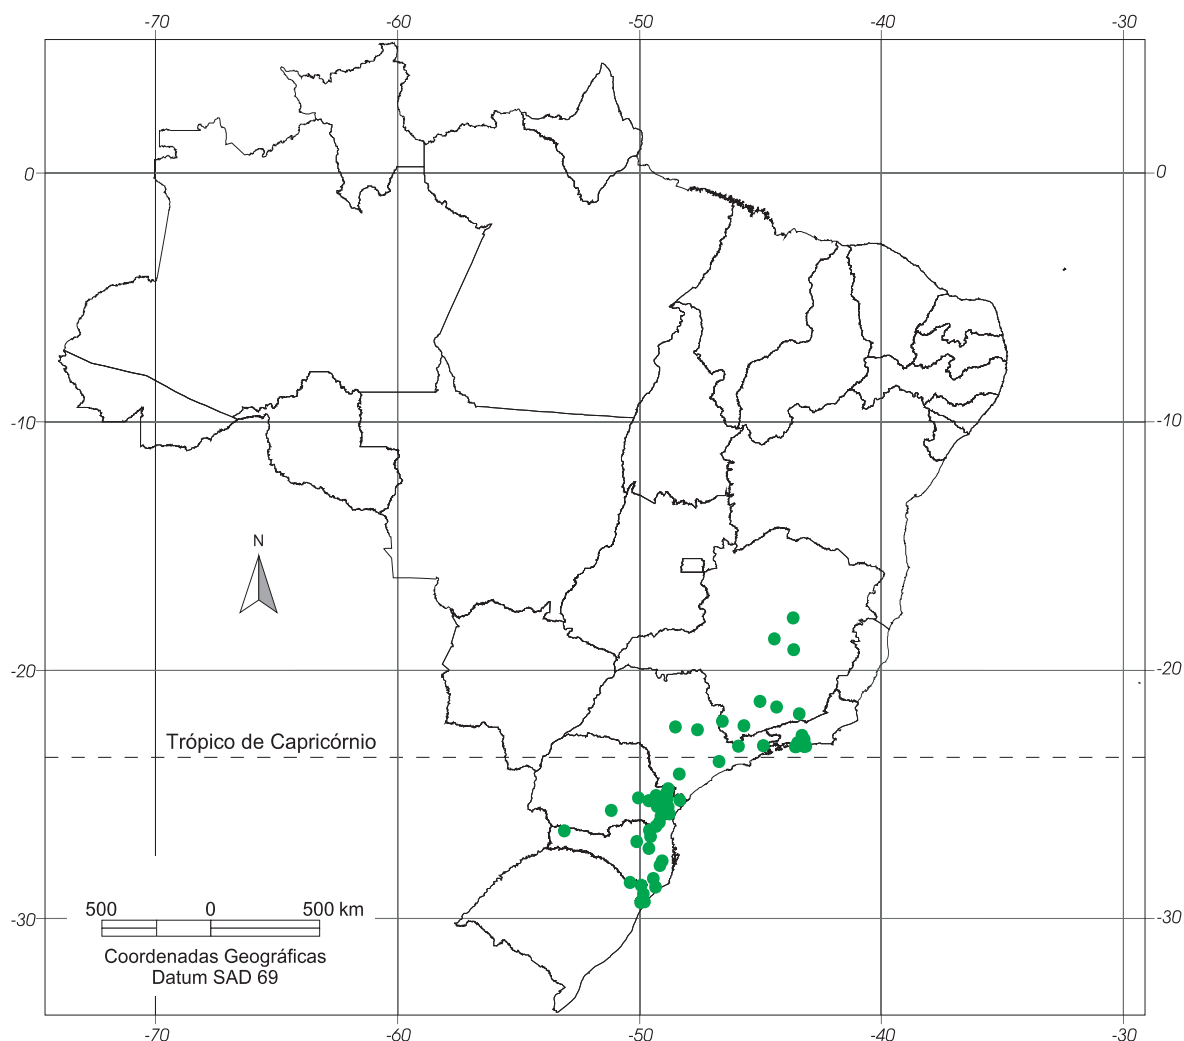 -70 -60 -50 -40 -30
0 0
-10 -10
N
-20 -20
Trópico de Capricórnio
500 0 500 km
-30 -30
Coordenadas Geográficas
Datum SAD 69
-70 -60 -50 -40 -30